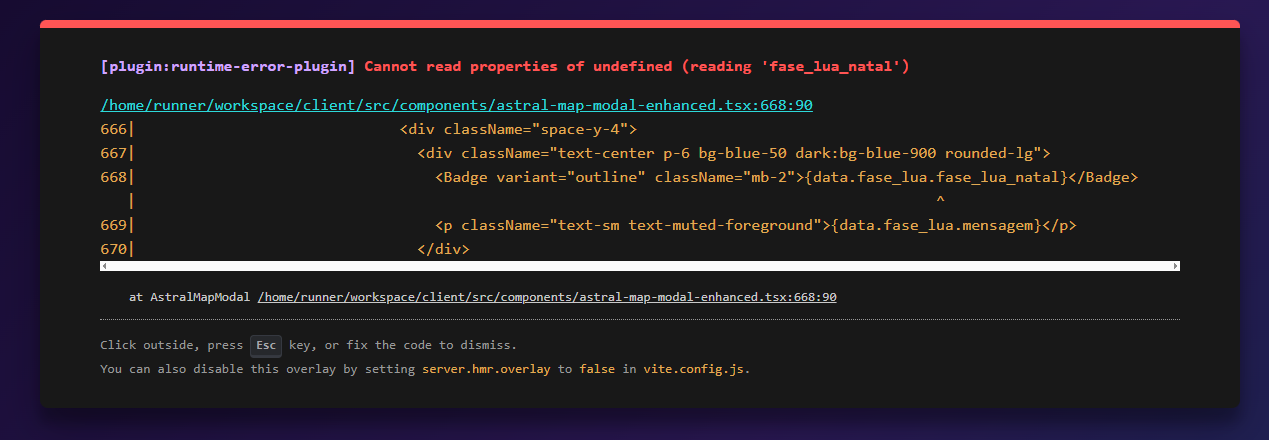 [plugin:runtime-error-plugin] Cannot read properties of undefined (reading 'fase_lua_natal')
/home/runner/workspace/client/src/components/astral-map-modal-enhanced.tsx:668:90
666|                              <div className="space-y-4">
667|                                <div className="text-center p-6 bg-blue-50 dark:bg-blue-900 rounded-lg">
668|                                  <Badge variant="outline" className="mb-2">{data.fase_lua.fase_lua_natal}</Badge>
   |                                                                                          ^
669|                                  <p className="text-sm text-muted-foreground">{data.fase_lua.mensagem}</p>
670|                                </div>
at AstralMapModal /home/runner/workspace/client/src/components/astral-map-modal-enhanced.tsx:668:90
Click outside, press Esc key, or fix the code to dismiss.
You can also disable this overlay by setting server.hmr.overlay to false in vite.config.js.